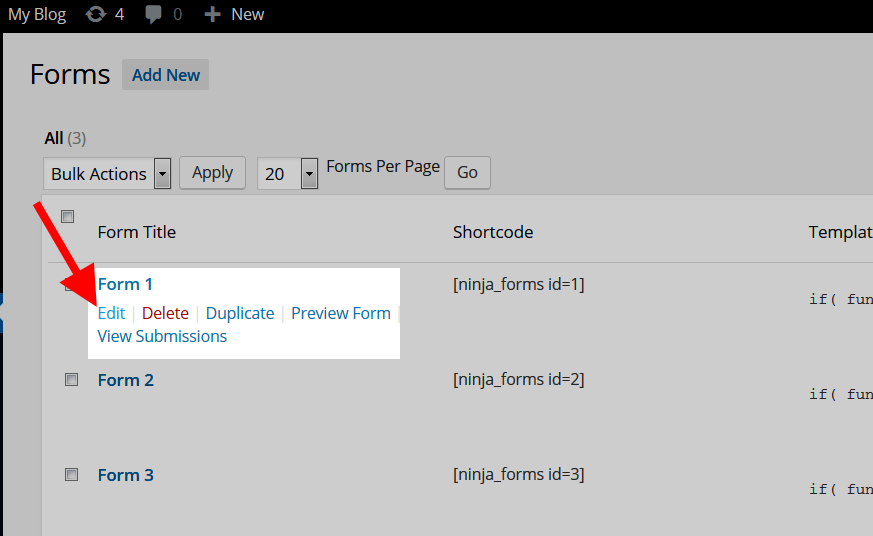 My Blog 4 0 New
Forms Add New
All (3)
Bulk Actions Apply 20 Forms Per Page Go
Form Title Shortcode Templat
Form 1 [ninja_forms id=1] if( fun
Edit | Delete | Duplicate | Preview Form |
View Submissions
Form 2 [ninja_forms id=2] if( fun
Form 3 [ninja_forms id=3] if( fun